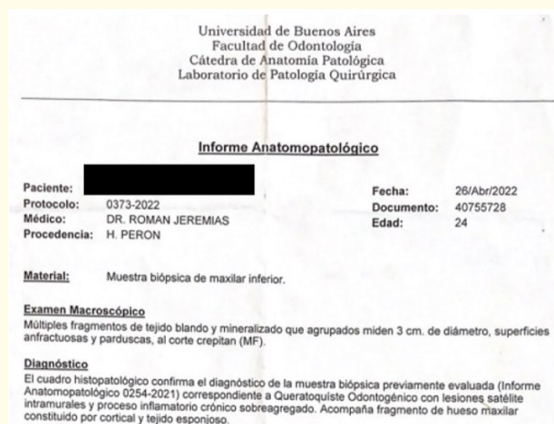 Universidad de Buenos Aires
Facultad de Odontología
Cátedra de Anatomía Patológica
Laboratorio de Patología Quirúrgica
Informe Anatomopatológico
Paciente:
Protocolo: 0373-2022
Médico: DR. ROMAN JEREMIAS
Procedencia: H. PERON
Fecha: 26/Abr/2022
Documento: 40755728
Edad: 24
Material: Muestra biópsica de maxilar inferior.
Examen Macroscópico
Múltiples fragmentos de tejido blando y mineralizado que agrupados miden 3 cm. de diámetro, superficies
anfractuosas y parduscas, al corte crepitan (MF).
Diagnóstico
El cuadro histopatológico confirma el diagnóstico de la muestra biópsica previamente evaluada (Informe
Anatomopatológico 0254-2021) correspondiente a Queratoquiste Odontogénico con lesiones satélite
intramurales y proceso inflamatorio crónico sobreagregado. Acompaña fragmento de hueso maxilar
constituido por cortical y tejido esponjoso.